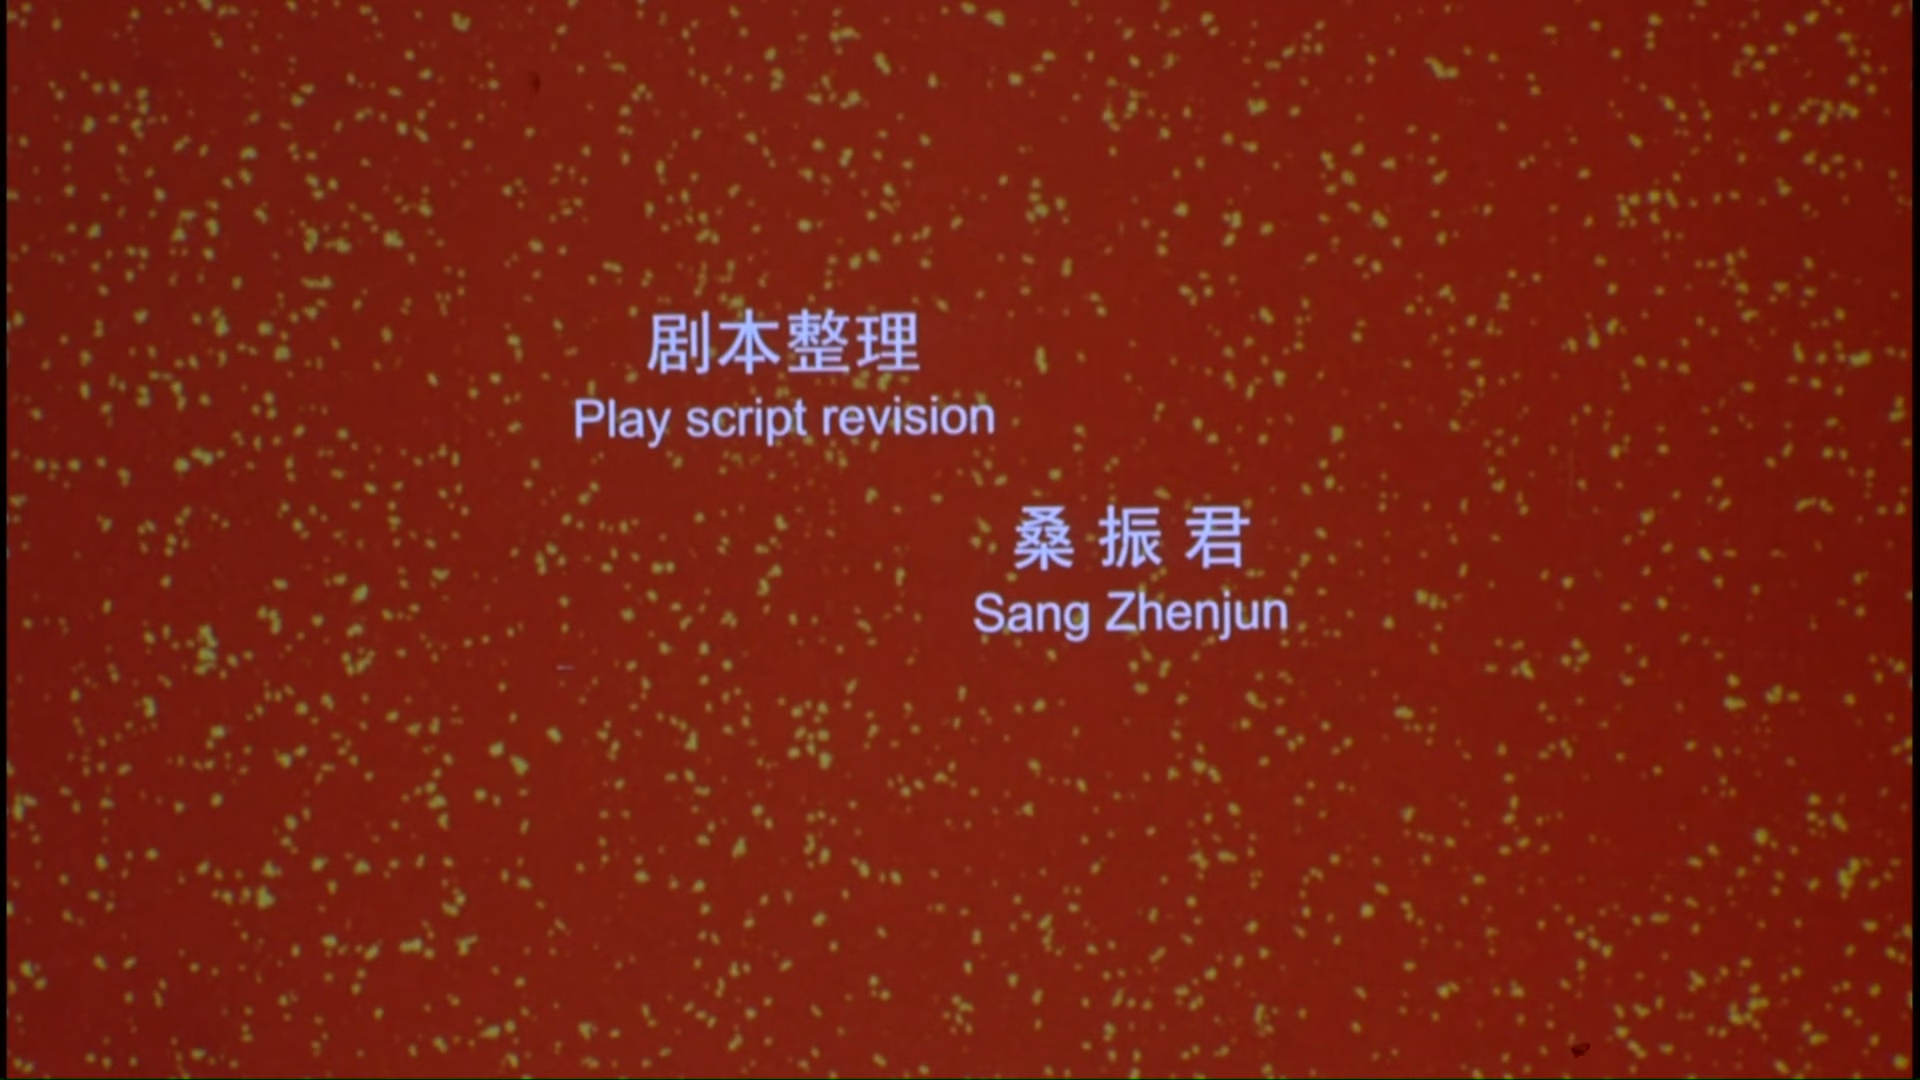 剧本整理
Play script revision
桑振君
Sang Zhenjun